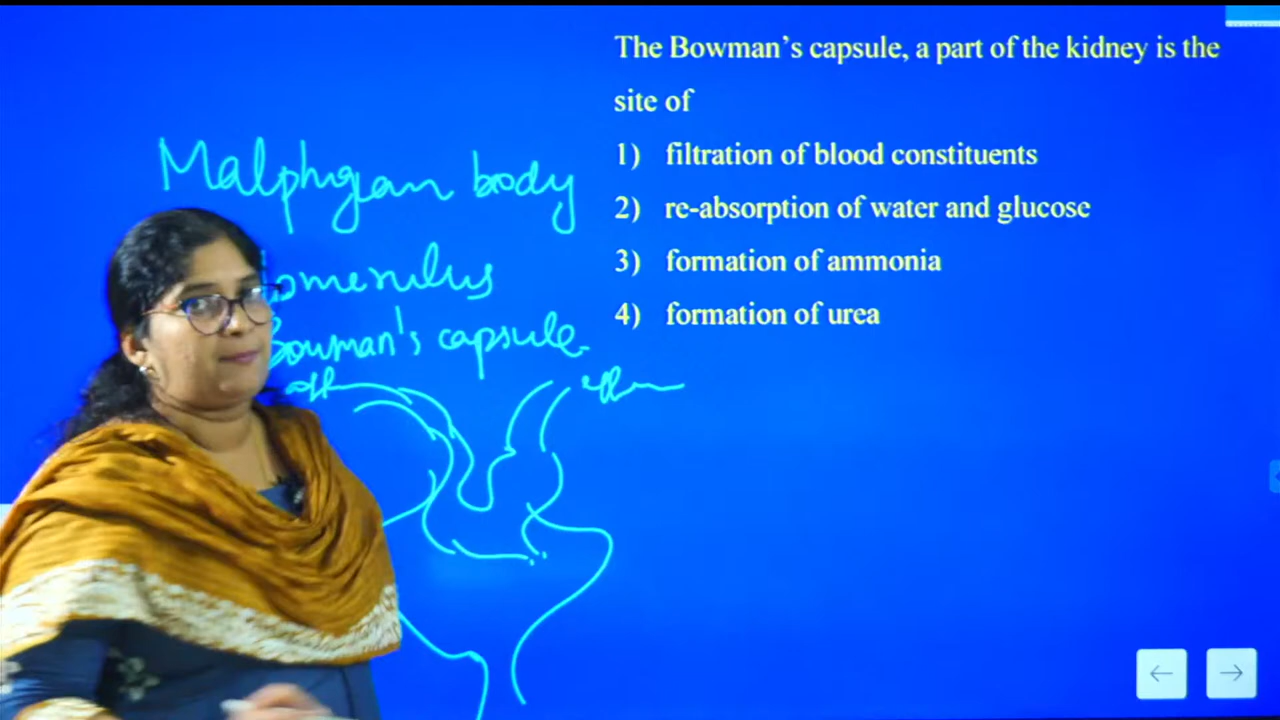 The Bowman's capsule, a part of the kidney is the
site of
1) filtration of blood constituents
2) re-absorption of water and glucose
3) formation of ammonia
4) formation of urea
Malphigian body
omerulus
Bowman's capsule